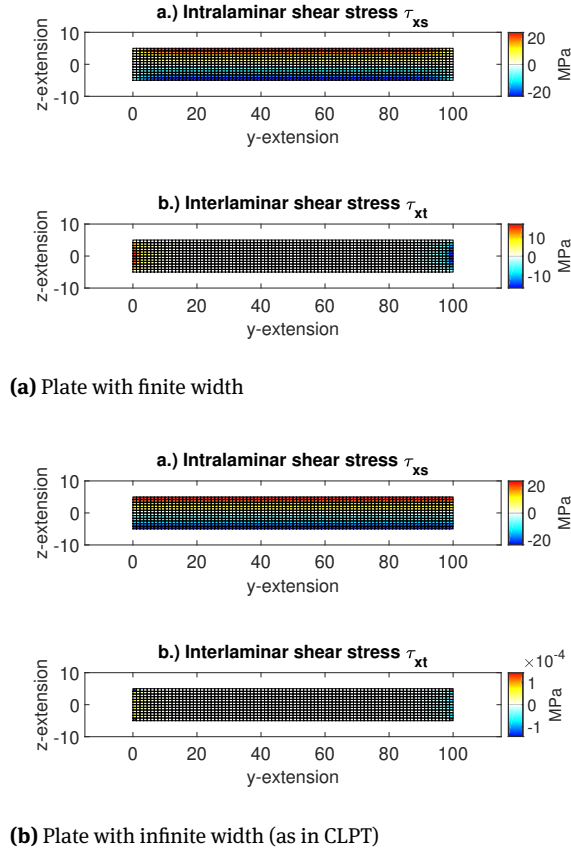 a.) Intralaminar shear stress τxs
z-extension
10
0
-10
0 20 40 60 80 100
y-extension
20
0
-20
MPa
b.) Interlaminar shear stress τxt
z-extension
10
0
-10
0 20 40 60 80 100
y-extension
10
0
-10
MPa
(a) Plate with finite width
a.) Intralaminar shear stress τxs
z-extension
10
0
-10
0 20 40 60 80 100
y-extension
20
0
-20
MPa
b.) Interlaminar shear stress τxt
×10-4
z-extension
10
0
-10
0 20 40 60 80 100
y-extension
1
0
-1
MPa
(b) Plate with infinite width (as in CLPT)